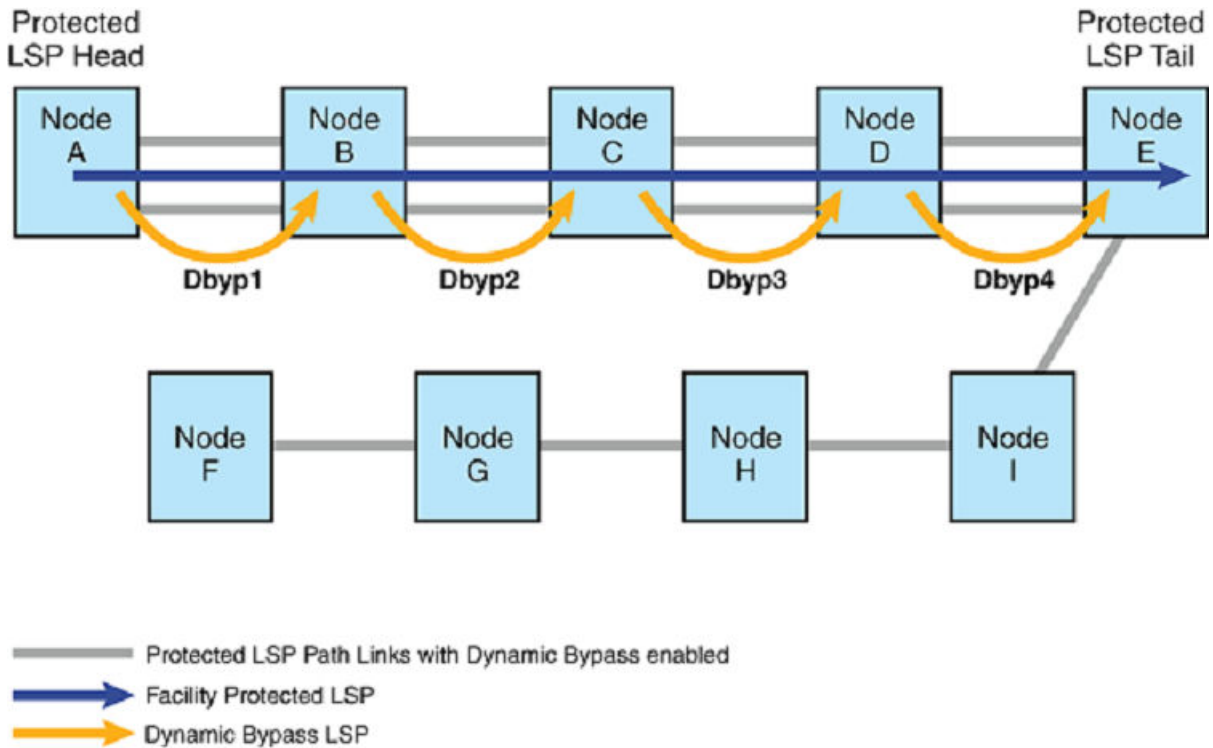 Protected
LSP Head
Protected
LSP Tail
Node
A
Node
B
Node
C
Node
D
Node
E
Dbyp1
Dbyp2
Dbyp3
Dbyp4
Node
F
Node
G
Node
H
Node
I
Protected LSP Path Links with Dynamic Bypass enabled
Facility Protected LSP
Dynamic Bypass LSP